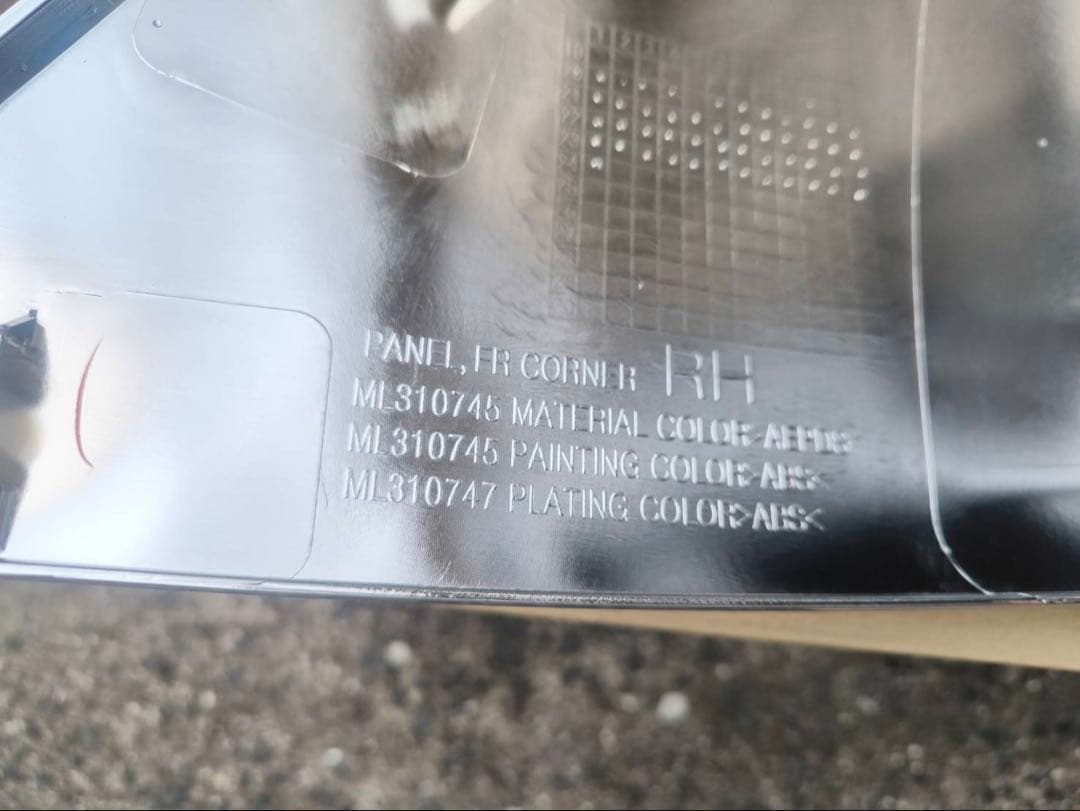 PANEL, FR CORNER RH
ML310745 MATERIAL COLOR
ML310745 PAINTING COLOR>ABS<
ML310747 PLATING COLOR>ABS<